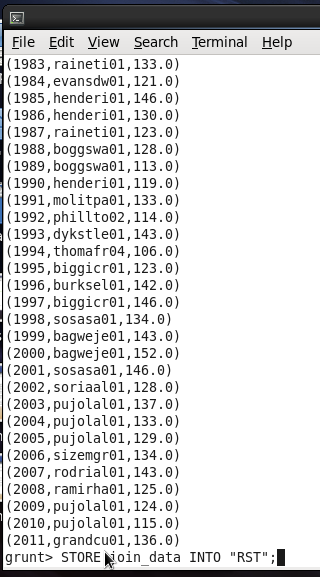 File Edit View Search Terminal Help
(1983,raineti01,133.0)
(1984,evansdw01,121.0)
(1985,henderi01,146.0)
(1986,henderi01,130.0)
(1987,raineti01,123.0)
(1988,boggswa01,128.0)
(1989,boggswa01,113.0)
(1990,henderi01,119.0)
(1991,molitpa01,133.0)
(1992,phillto02,114.0)
(1993,dykstle01,143.0)
(1994,thomafr04,106.0)
(1995,biggicr01,123.0)
(1996,burksel01,142.0)
(1997,biggicr01,146.0)
(1998,sosasa01,134.0)
(1999,bagweje01,143.0)
(2000,bagweje01,152.0)
(2001,sosasa01,146.0)
(2002,soriaal01,128.0)
(2003,pujolal01,137.0)
(2004,pujolal01,133.0)
(2005,pujolal01,129.0)
(2006,sizemgr01,134.0)
(2007,rodrial01,143.0)
(2008,ramirha01,125.0)
(2009,pujolal01,124.0)
(2010,pujolal01,115.0)
(2011,grandcu01,136.0)
grunt> STORE join_data INTO "RST";